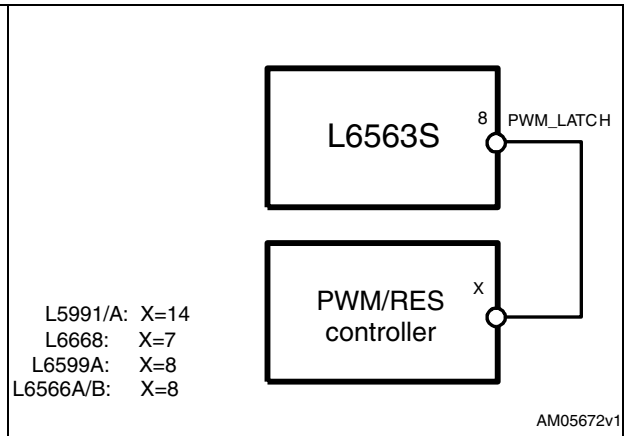 L6563S
8 PWM_LATCH
PWM/RES
controller
X
L5991/A: X=14
L6668: X=7
L6599A: X=8
L6566A/B: X=8
AM05672v1